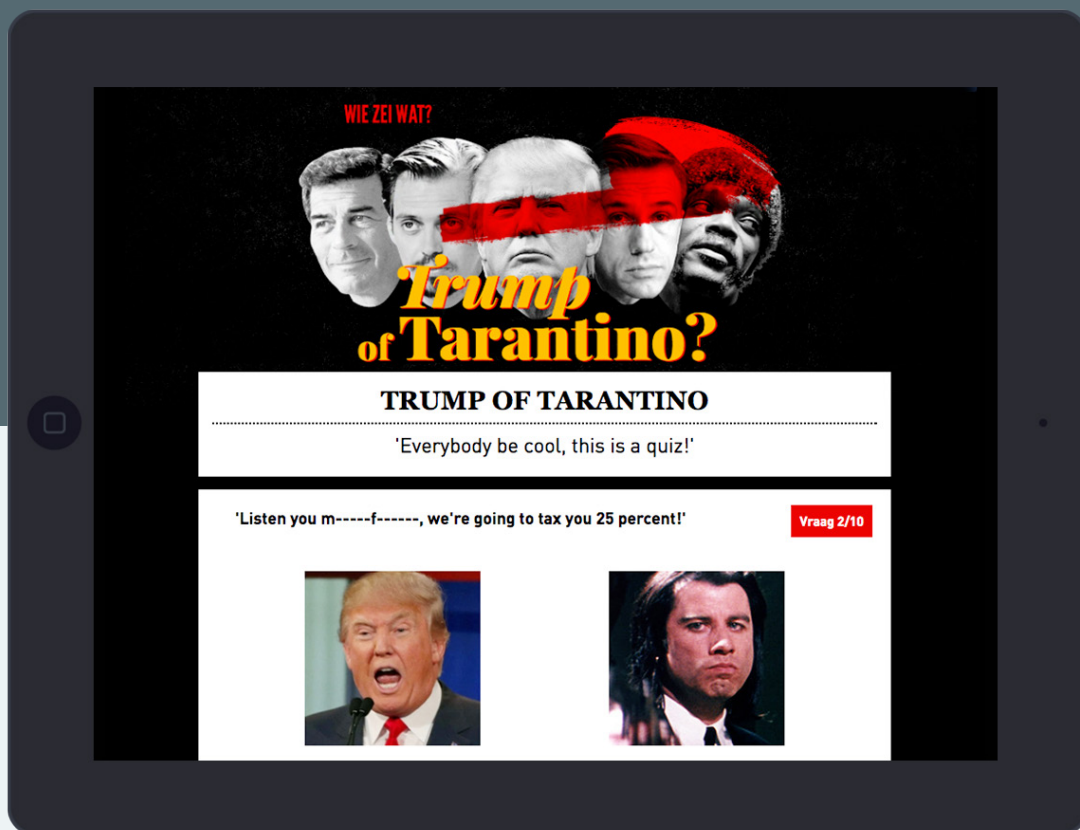 WIE ZEI WAT?
Trump
of Tarantino?
TRUMP OF TARANTINO
'Everybody be cool, this is a quiz!'
'Listen you m-----f------, we're going to tax you 25 percent!'
Vraag 2/10